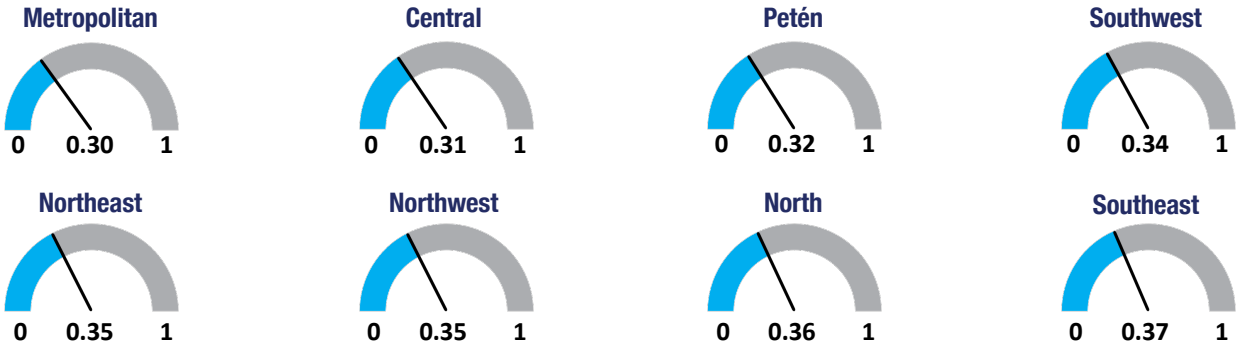 Metropolitan
0 0.30 1
Central
0 0.31 1
Petén
0 0.32 1
Southwest
0 0.34 1
Northeast
0 0.35 1
Northwest
0 0.35 1
North
0 0.36 1
Southeast
0 0.37 1